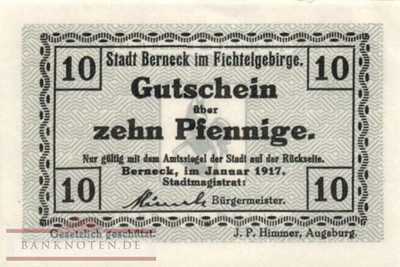 10 Stadt Berneck im Fichtelgebirge. 10
Gutschein
über
zehn Pfennige.
Nur gültig mit dem Amtssiegel der Stadt auf der Rückseite.
Berneck, im Januar 1917.
10 Stadtmagistrat: 10
Bürgermeister.
Gesetzlich geschützt. J. P. Himmer, Augsburg.
BANKNOTEN.DE